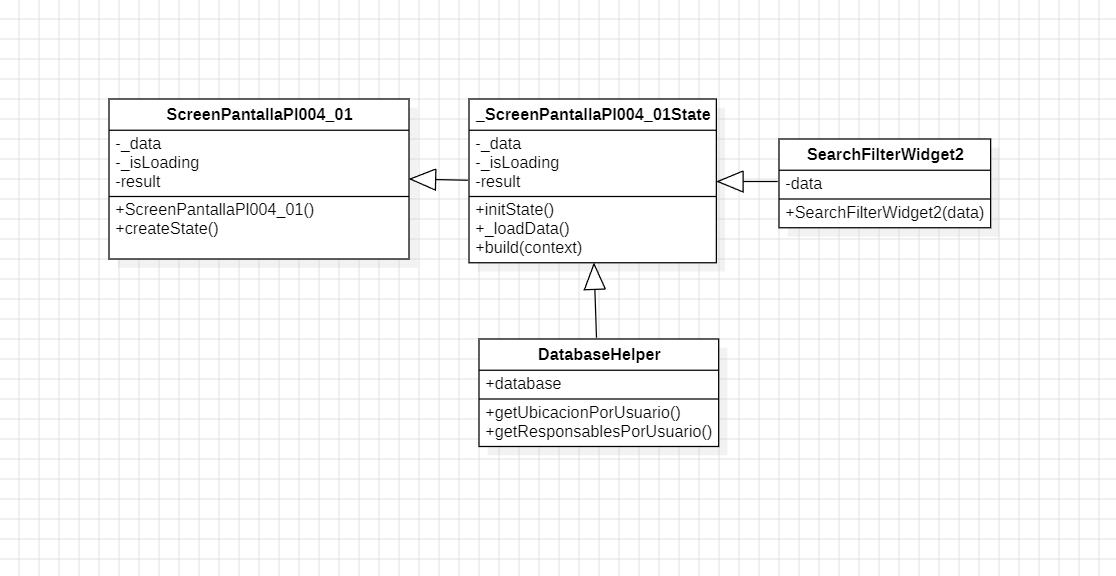 ScreenPantallaPI004_01
-_data
-_isLoading
-result
+ScreenPantallaPI004_01()
+createState()
_ScreenPantallaPI004_01State
-_data
-_isLoading
-result
+initState()
+_loadData()
+build(context)
SearchFilterWidget2
-data
+SearchFilterWidget2(data)
DatabaseHelper
+database
+getUbicacionPorUsuario()
+getResponsablesPorUsuario()